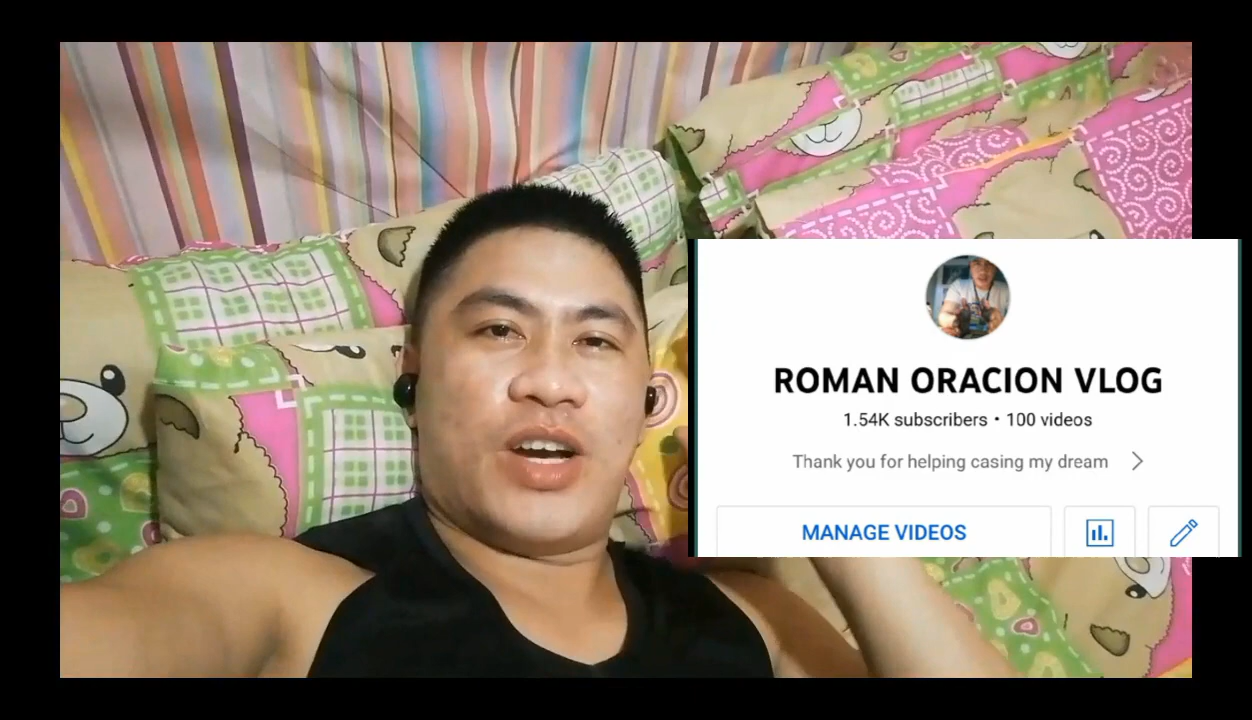 ROMAN ORACION VLOG
1.54K subscribers • 100 videos
Thank you for helping casing my dream
MANAGE VIDEOS